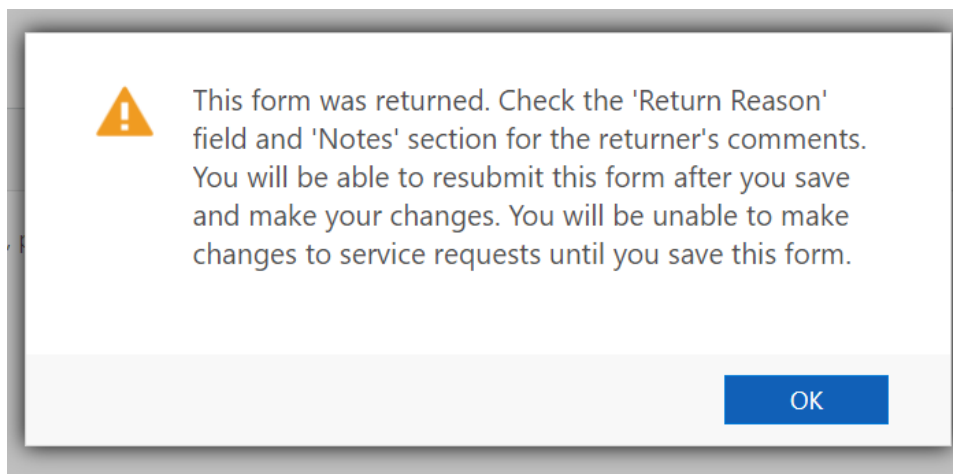 This form was returned. Check the 'Return Reason'
field and 'Notes' section for the returner's comments.
You will be able to resubmit this form after you save
and make your changes. You will be unable to make
changes to service requests until you save this form.
OK